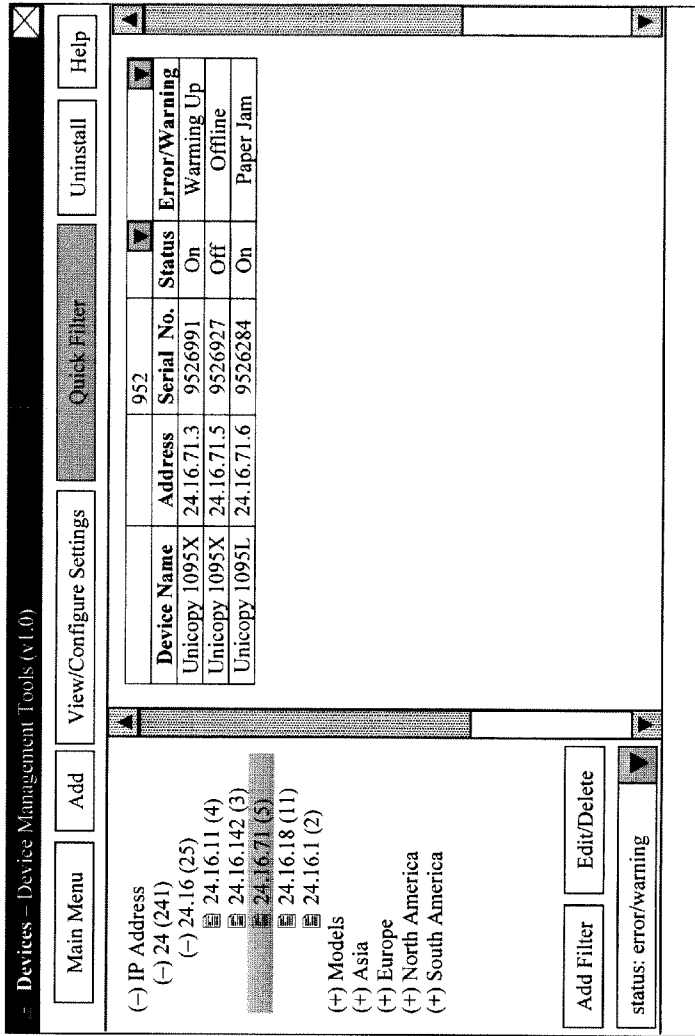 Devices – Device Management Tools (v1.0)
Main Menu Add View/Configure Settings Quick Filter Uninstall Help
(–) IP Address
(–) 24 (241)
(–) 24.16 (25)
24.16.11 (4)
24.16.142 (3)
24.16.71 (5)
24.16.18 (11)
24.16.1 (2)
(+) Models
(+) Asia
(+) Europe
(+) North America
(+) South America
Add Filter Edit/Delete
status: error/warning
952
Device Name Address Serial No. Status Error/Warning
Unicopy 1095X 24.16.71.3 9526991 On Warming Up
Unicopy 1095X 24.16.71.5 9526927 Off Offline
Unicopy 1095L 24.16.71.6 9526284 On Paper Jam